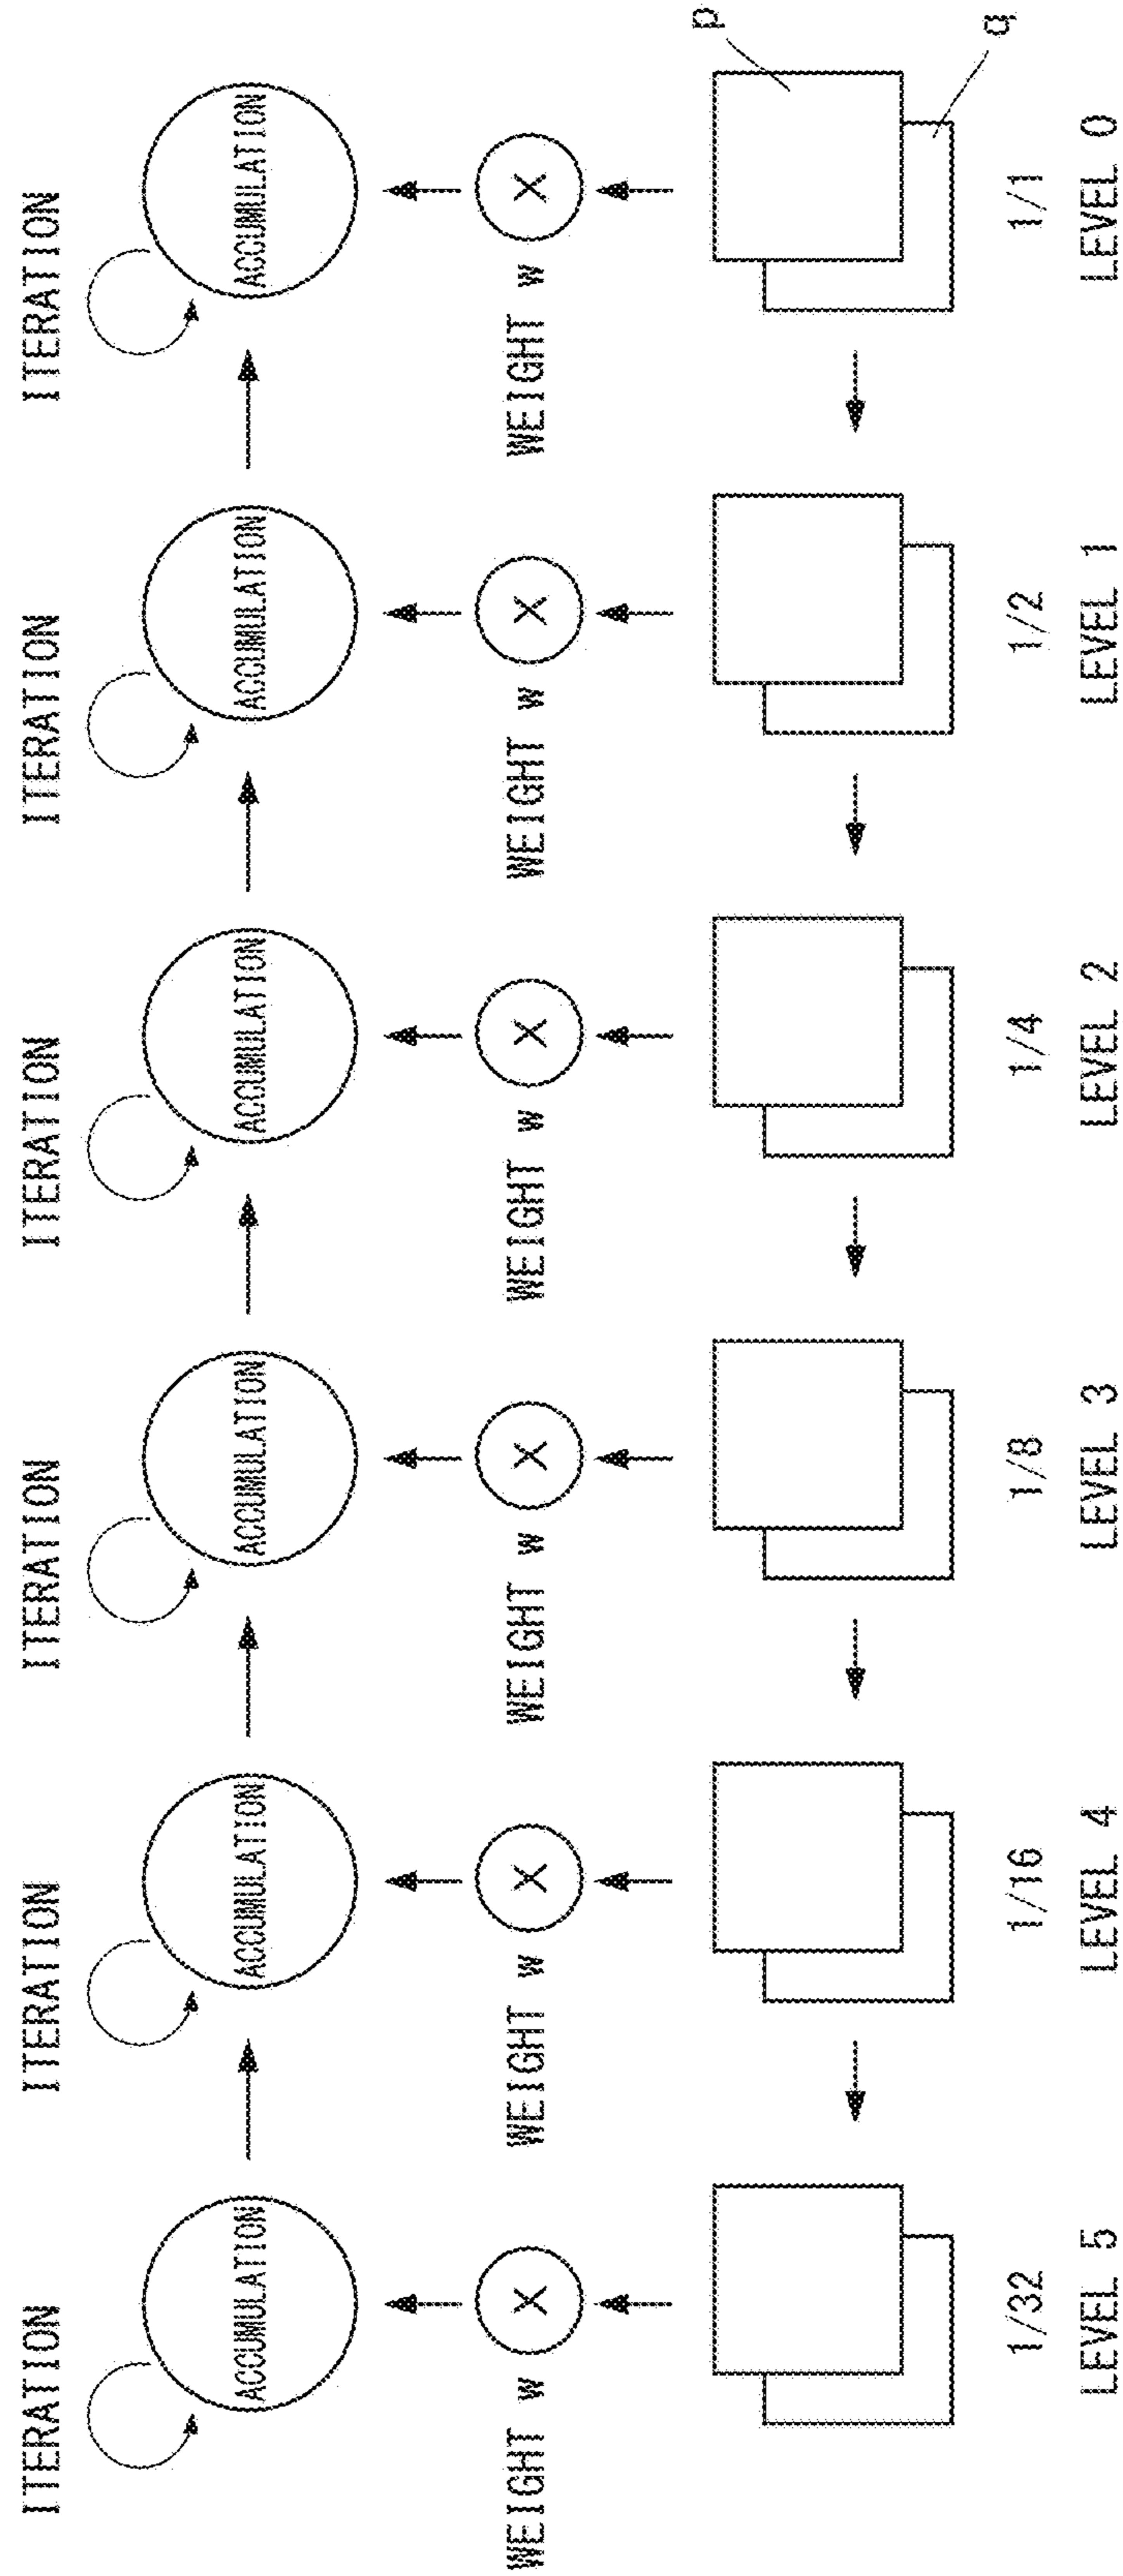 ITERATION ITERATION ITERATION ITERATION ITERATION ITERATION
ACCUMULATION ACCUMULATION ACCUMULATION ACCUMULATION ACCUMULATION ACCUMULATION
WEIGHT w X WEIGHT w X WEIGHT w X WEIGHT w X WEIGHT w X WEIGHT w X
p
q
1/32 1/16 1/8 1/4 1/2 1/1
LEVEL 5 LEVEL 4 LEVEL 3 LEVEL 2 LEVEL 1 LEVEL 0